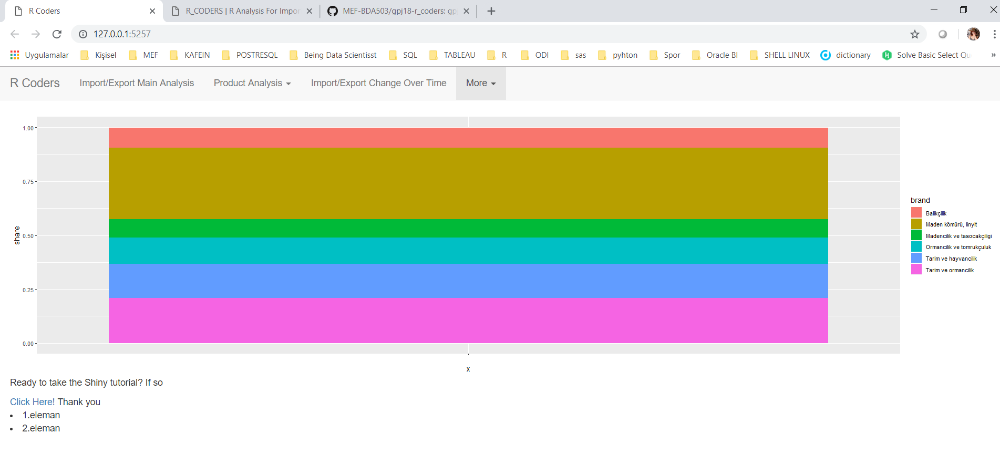 R Coders
R_CODERS | R Analysis For Impor
MEF-BDA503/gpj18-r_coders: gp
127.0.0.1:5257
Uygulamalar Kişisel MEF KAFEIN POSTRESQL Being Data Scientisst SQL TABLEAU R ODI sas pyhton Spor Oracle BI SHELL LINUX dictionary Solve Basic Select Qu »
R Coders Import/Export Main Analysis Product Analysis Import/Export Change Over Time More
1.00
0.75
0.50
0.25
0.00
share
x
brand
Balikçilik
Maden kömürü, linyit
Madencilik ve tasocakçiligi
Ormancilik ve tomrukçuluk
Tarim ve hayvancilik
Tarim ve ormancilik
Ready to take the Shiny tutorial? If so
Click Here! Thank you
• 1.eleman
• 2.eleman